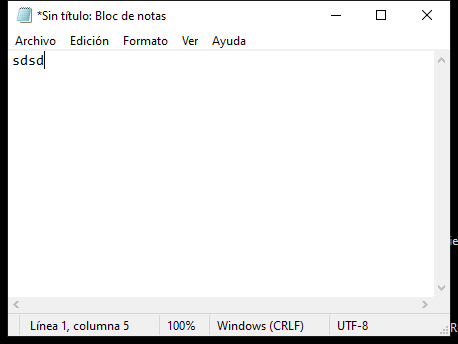 *Sin título: Bloc de notas
Archivo Edición Formato Ver Ayuda
sdsd
ie
Línea 1, columna 5 100% Windows (CRLF) UTF-8
R